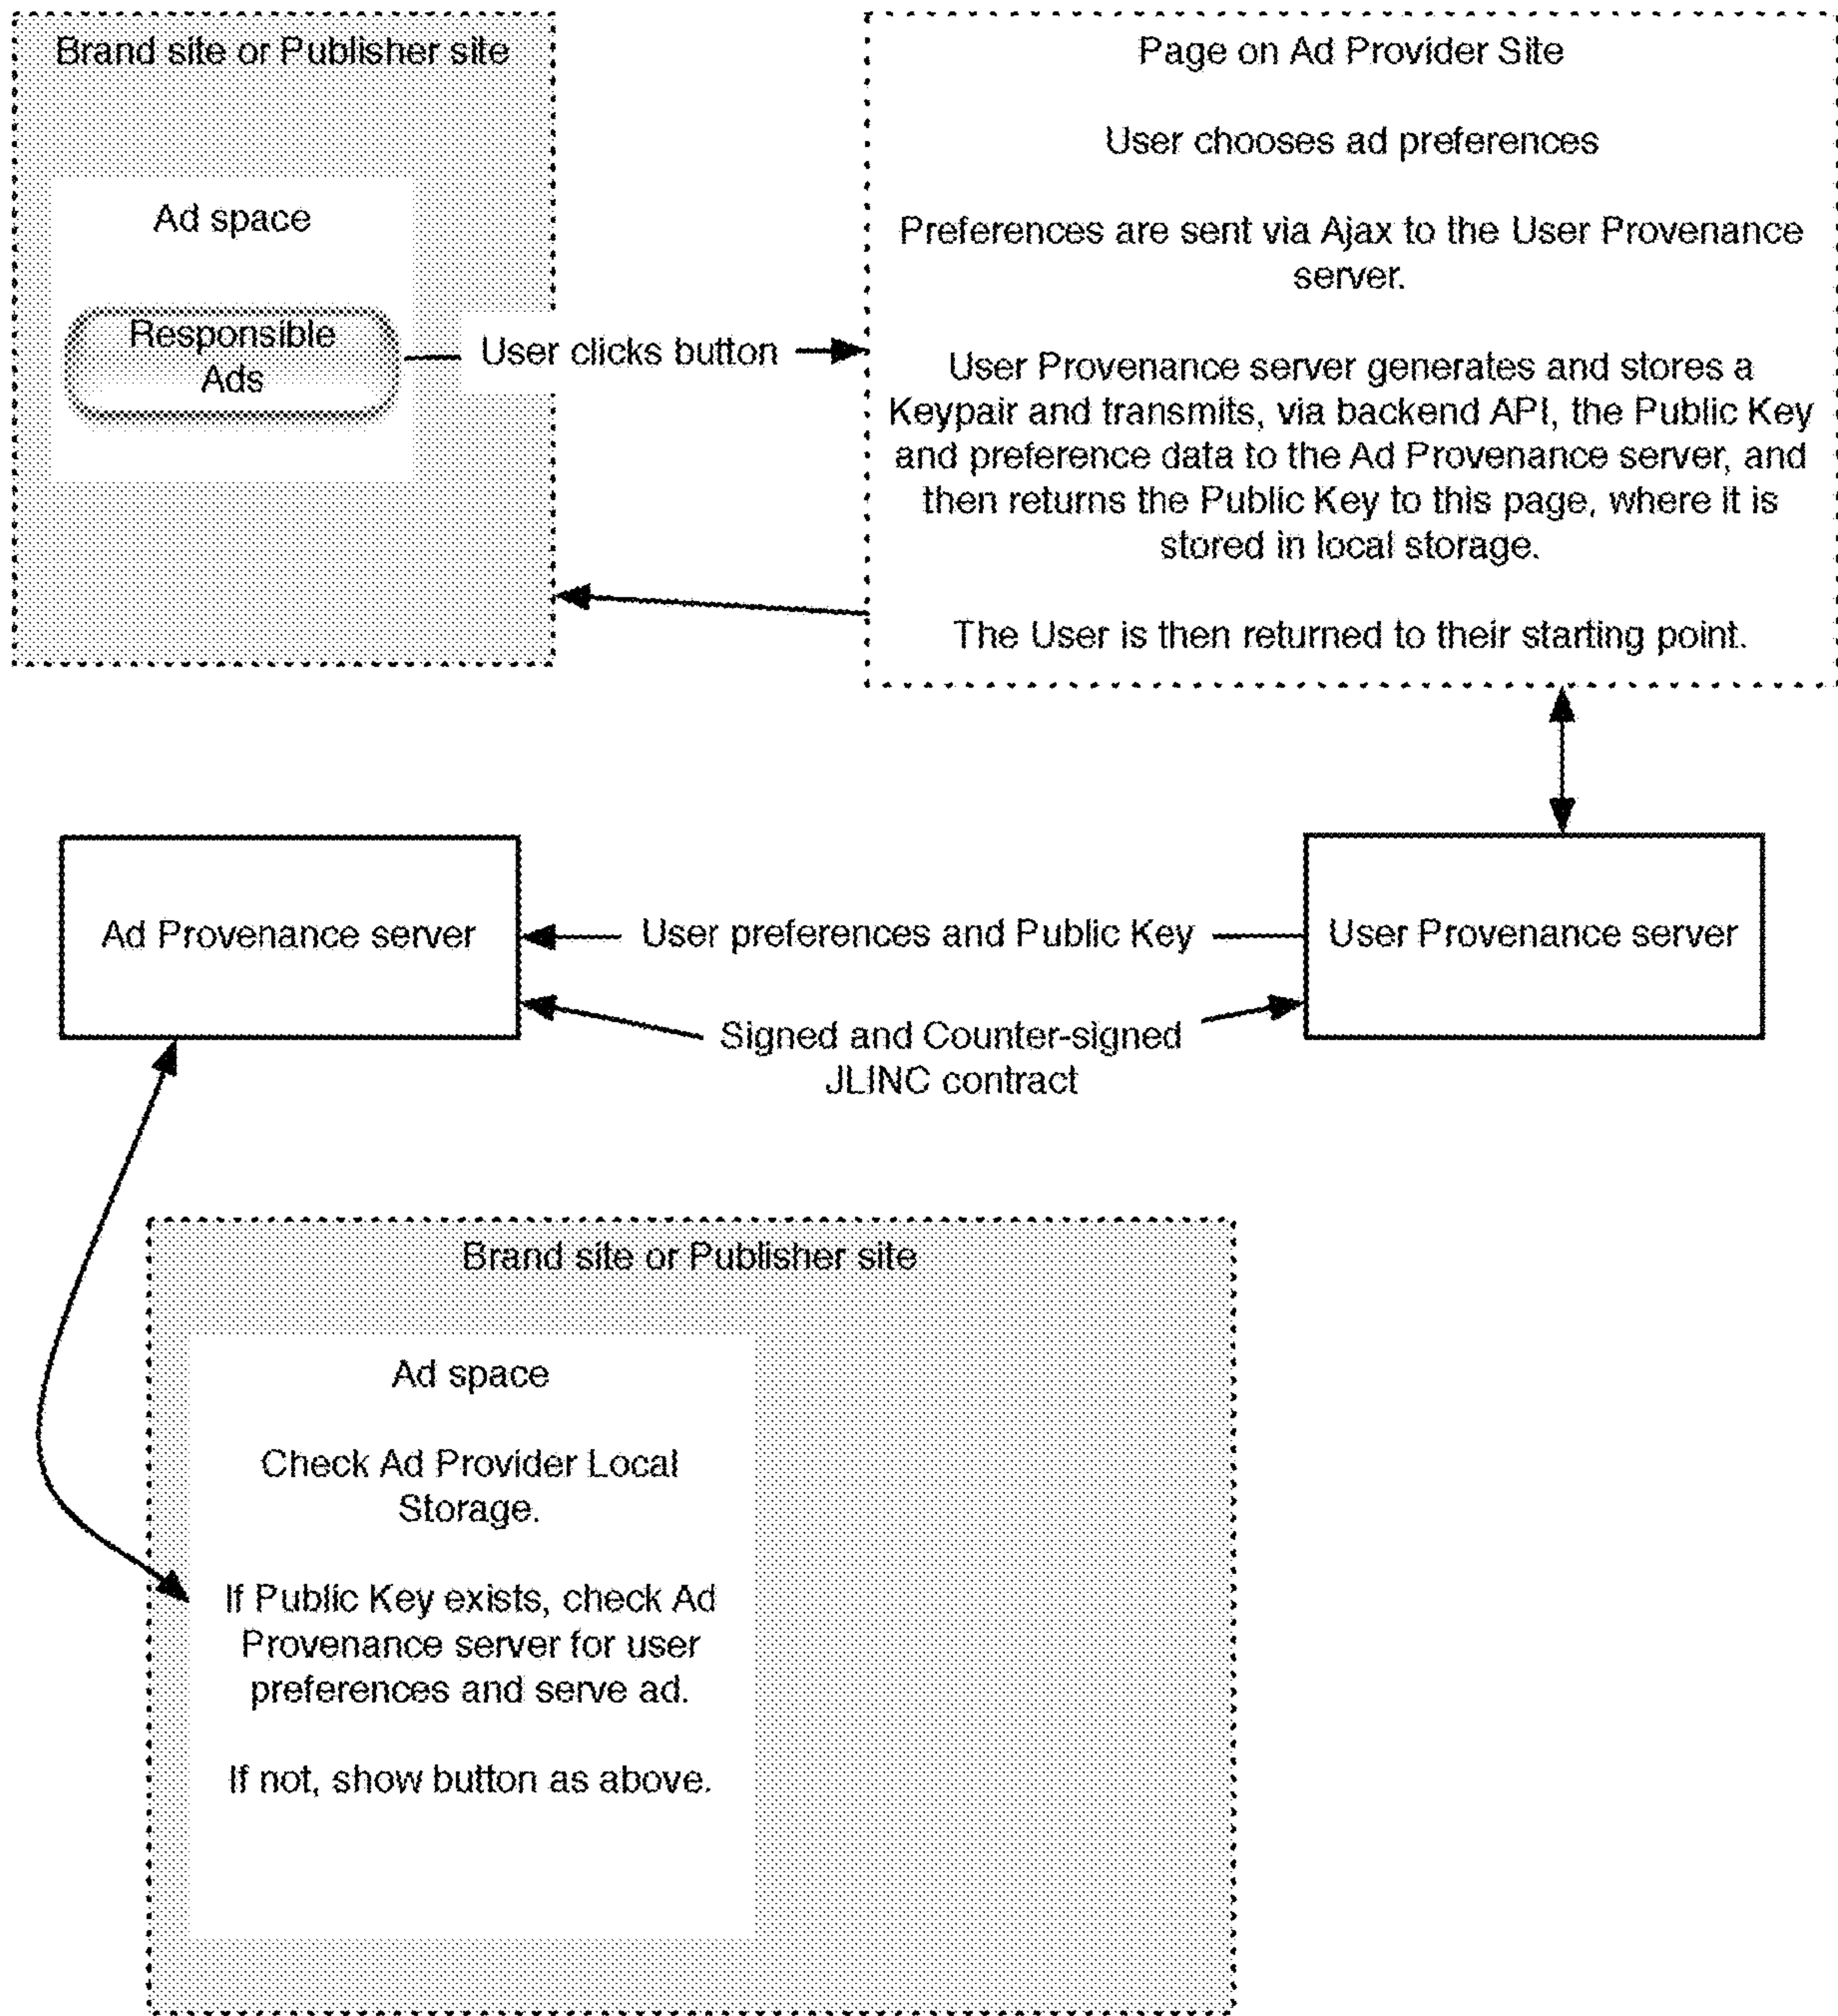 Brand site or Publisher site
Ad space
Responsible
Ads
User clicks button
Page on Ad Provider Site
User chooses ad preferences
Preferences are sent via Ajax to the User Provenance
server.
User Provenance server generates and stores a
Keypair and transmits, via backend API, the Public Key
and preference data to the Ad Provenance server, and
then returns the Public Key to this page, where it is
stored in local storage.
The User is then returned to their starting point.
Ad Provenance server
User preferences and Public Key
User Provenance server
Signed and Counter-signed
JLINC contract
Brand site or Publisher site
Ad space
Check Ad Provider Local
Storage.
If Public Key exists, check Ad
Provenance server for user
preferences and serve ad.
If not, show button as above.